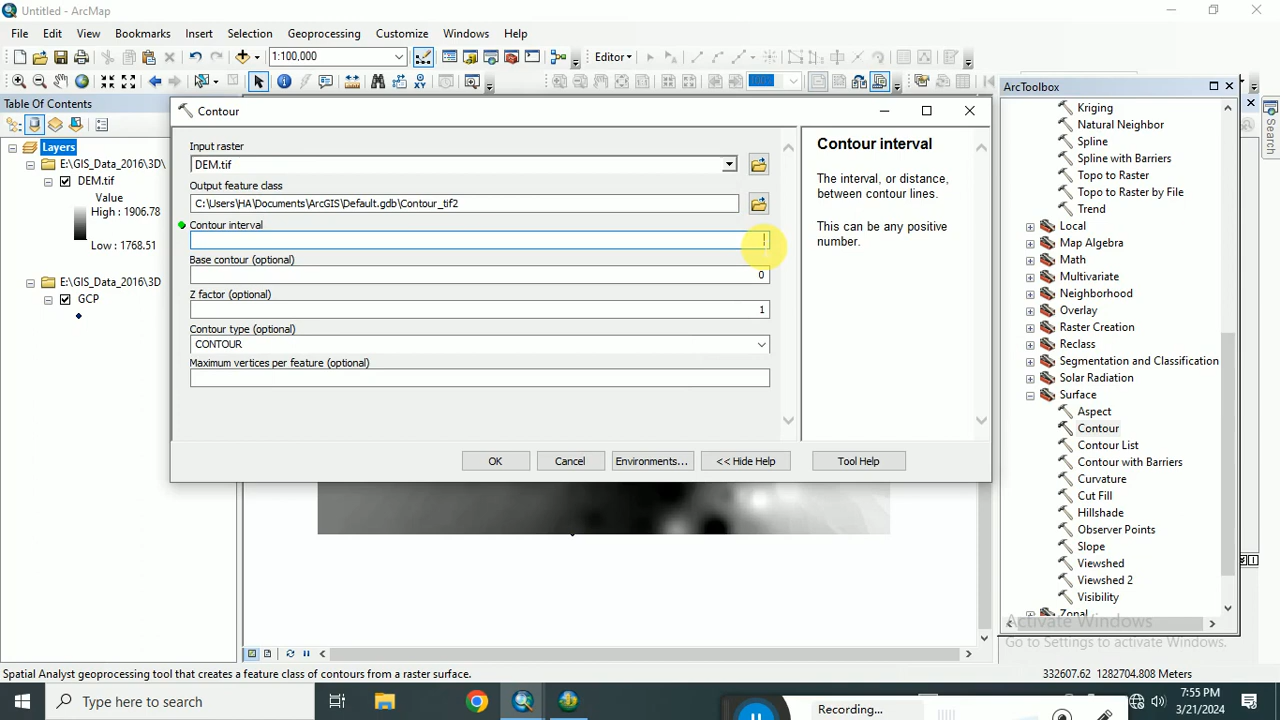 Untitled - ArcMap
File Edit View Bookmarks Insert Selection Geoprocessing Customize Windows Help
1:100,000
Editor
Table Of Contents
Layers
E:\GIS_Data_2016\3D\
DEM.tif
Value
High : 1906.78
Low : 1768.51
E:\GIS_Data_2016\3D
GCP
Contour
Input raster
DEM.tif
Output feature class
C:\Users\HA\Documents\ArcGIS\Default.gdb\Contour_tif2
Contour interval
Base contour (optional)
0
Z factor (optional)
1
Contour type (optional)
CONTOUR
Maximum vertices per feature (optional)
OK Cancel Environments... << Hide Help Tool Help
Contour interval
The interval, or distance,
between contour lines.
This can be any positive
number.
ArcToolbox
Kriging
Natural Neighbor
Spline
Spline with Barriers
Topo to Raster
Topo to Raster by File
Trend
Local
Map Algebra
Math
Multivariate
Neighborhood
Overlay
Raster Creation
Reclass
Segmentation and Classification
Solar Radiation
Surface
Aspect
Contour
Contour List
Contour with Barriers
Curvature
Cut Fill
Hillshade
Observer Points
Slope
Viewshed
Viewshed 2
Visibility
Zonal
Search
Activate Windows
Go to Settings to activate Windows.
Spatial Analyst geoprocessing tool that creates a feature class of contours from a raster surface.
332607.62 1282704.808 Meters
Type here to search
Recording...
7:55 PM
3/21/2024